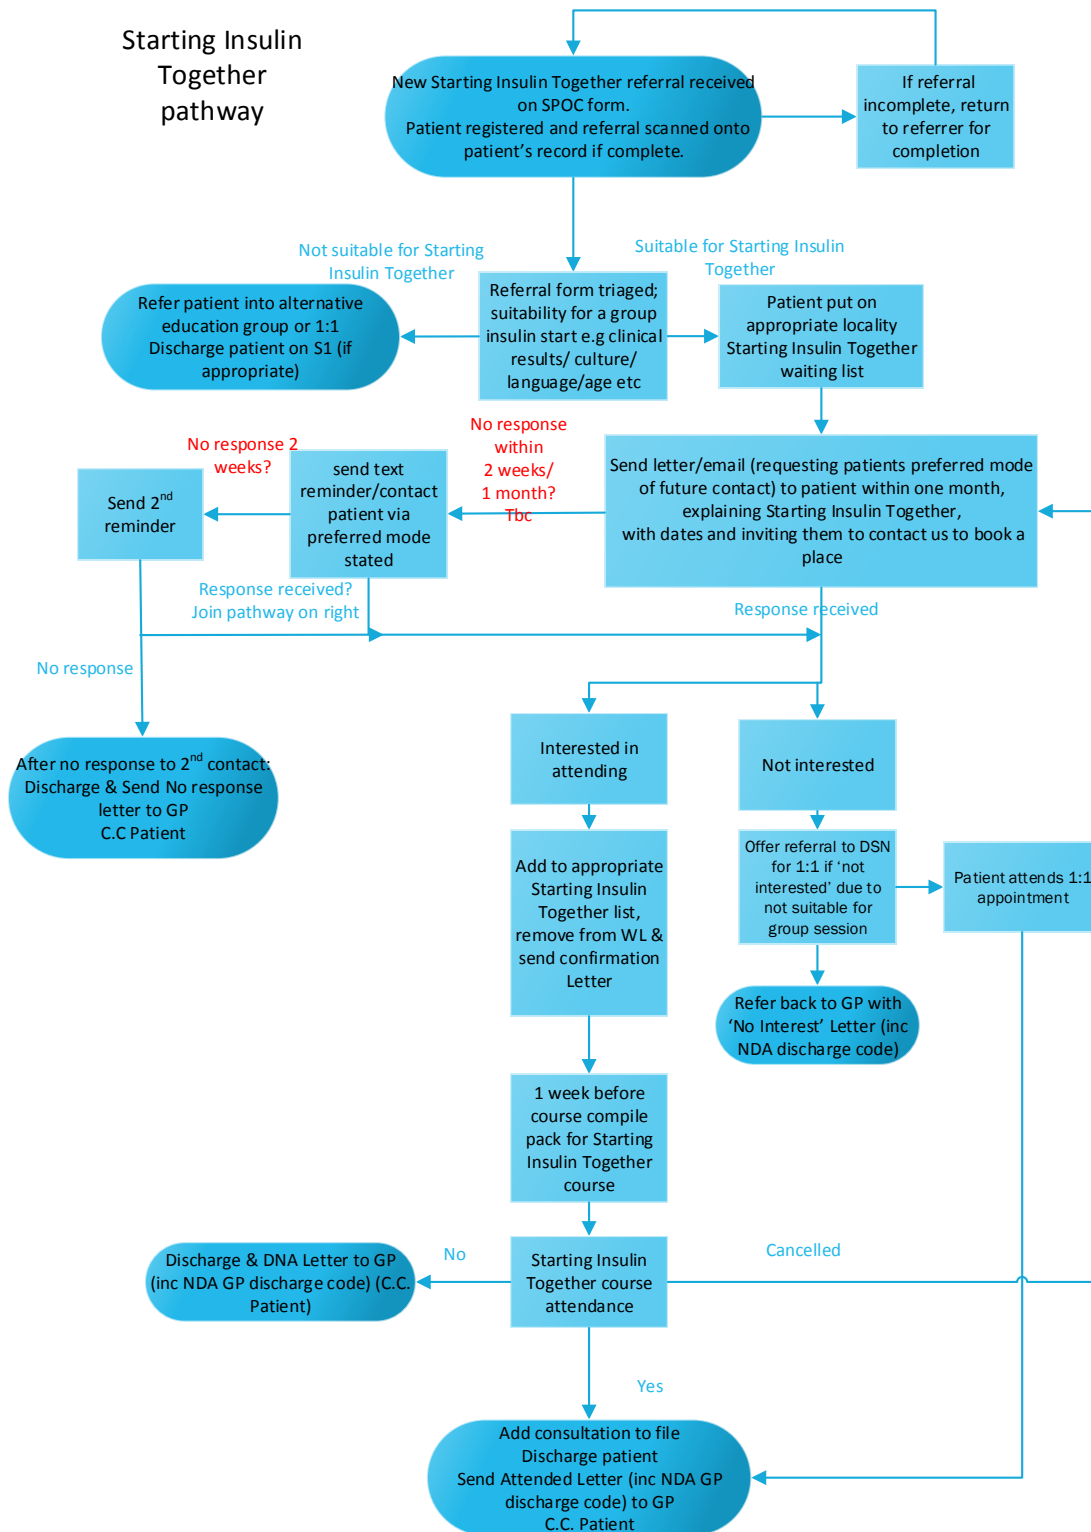 Starting Insulin
Together
pathway
New Starting Insulin Together referral received
on SPOC form.
Patient registered and referral scanned onto
patient's record if complete.
If referral
incomplete, return
to referrer for
completion
Not suitable for Starting
Insulin Together
Suitable for Starting Insulin
Together
Refer patient into alternative
education group or 1:1
Discharge patient on S1 (if
appropriate)
Referral form triaged;
suitability for a group
insulin start e.g clinical
results/ culture/
language/age etc
Patient put on
appropriate locality
Starting Insulin Together
waiting list
No response 2
weeks?
No response
within
2 weeks/
1 month?
Tbc
Send 2nd
reminder
send text
reminder/contact
patient via
preferred mode
stated
Send letter/email (requesting patients preferred mode
of future contact) to patient within one month,
explaining Starting Insulin Together,
with dates and inviting them to contact us to book a
place
Response received?
Join pathway on right
Response received
No response
After no response to 2nd contact:
Discharge & Send No response
letter to GP
C.C Patient
Interested in
attending
Not interested
Add to appropriate
Starting Insulin
Together list,
remove from WL &
send confirmation
Letter
Offer referral to DSN
for 1:1 if 'not
interested' due to
not suitable for
group session
Patient attends 1:1
appointment
Refer back to GP with
'No Interest' Letter (inc
NDA discharge code)
1 week before
course compile
pack for Starting
Insulin Together
course
Discharge & DNA Letter to GP
(inc NDA GP discharge code) (C.C.
Patient)
No
Starting Insulin
Together course
attendance
Cancelled
Yes
Add consultation to file
Discharge patient
Send Attended Letter (inc NDA GP
discharge code) to GP
C.C. Patient